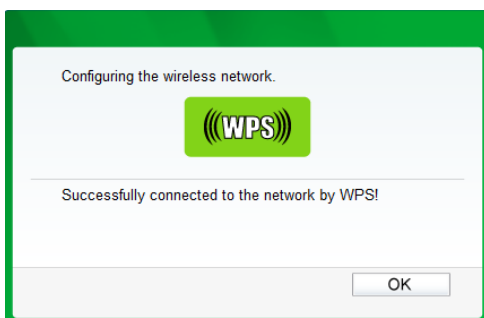 Configuring the wireless network.
(((WPS)))
Successfully connected to the network by WPS!
OK